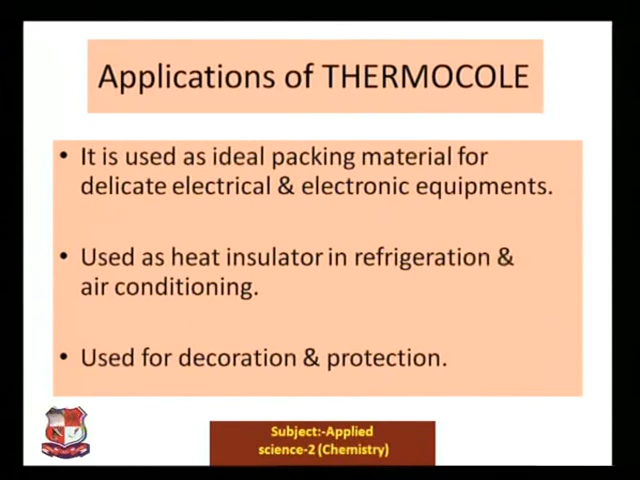 Applications of THERMOCOLE
• It is used as ideal packing material for
delicate electrical & electronic equipments.
• Used as heat insulator in refrigeration &
air conditioning.
• Used for decoration & protection.
Subject:-Applied
science-2 (Chemistry)